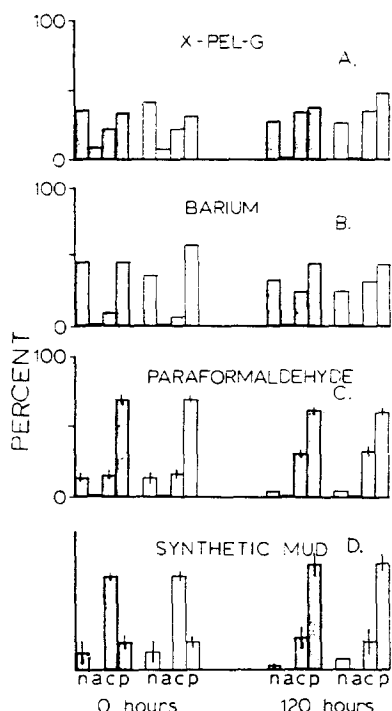 100
X-PEL-G
A.
0
100
BARIUM
B.
0
PERCENT
100
PARAFORMALDEHYDE
C.
0
SYNTHETIC MUD D.
nacp nacp nacp nacp
0 hours 120 hours